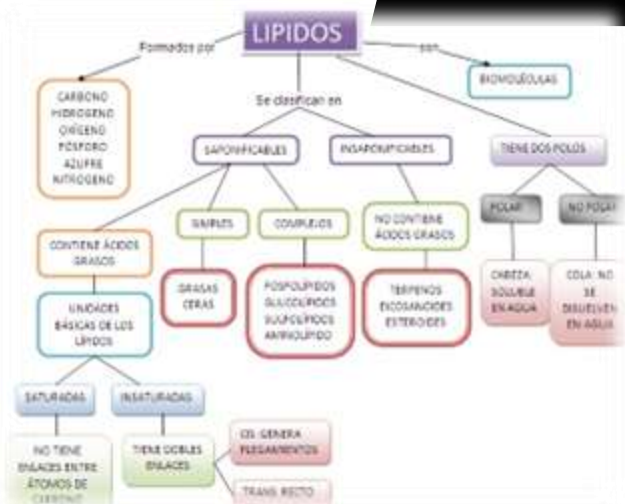 LIPIDOS
Formados por
son
BIOMOLÉCULAS
CARBONO
HIDROGENO
OXÍGENO
FÓSFORO
AZUFRE
NITROGENO
Se clasifican en
SAPONIFICABLES
INSAPONIFICABLES
TIENE DOS POLOS
CONTIENE ÁCIDOS
GRASOS
SIMPLES
COMPLEJOS
NO CONTIENE
ÁCIDOS GRASOS
POLAR
NO POLAR
GRASAS
CERAS
FOSFOLÍPIDOS
GLUCOLÍPIDOS
SULFOLÍPIDOS
AMINOLÍPIDO
TERPENOS
EICOSANOIDES
ESTEROIDES
CABEZA:
SOLUBLE
EN AGUA
COLA: NO
SE
DISUELVEN
EN AGUA
UNIDADES
BÁSICAS DE LOS
LÍPIDOS
SATURADAS
INSATURADAS
NO TIENE
ENLACES ENTRE
ÁTOMOS DE
CARBONO
TIENE DOBLES
ENLACES
CIS: GENERA
PLEGAMIENTOS
TRANS: RECTO